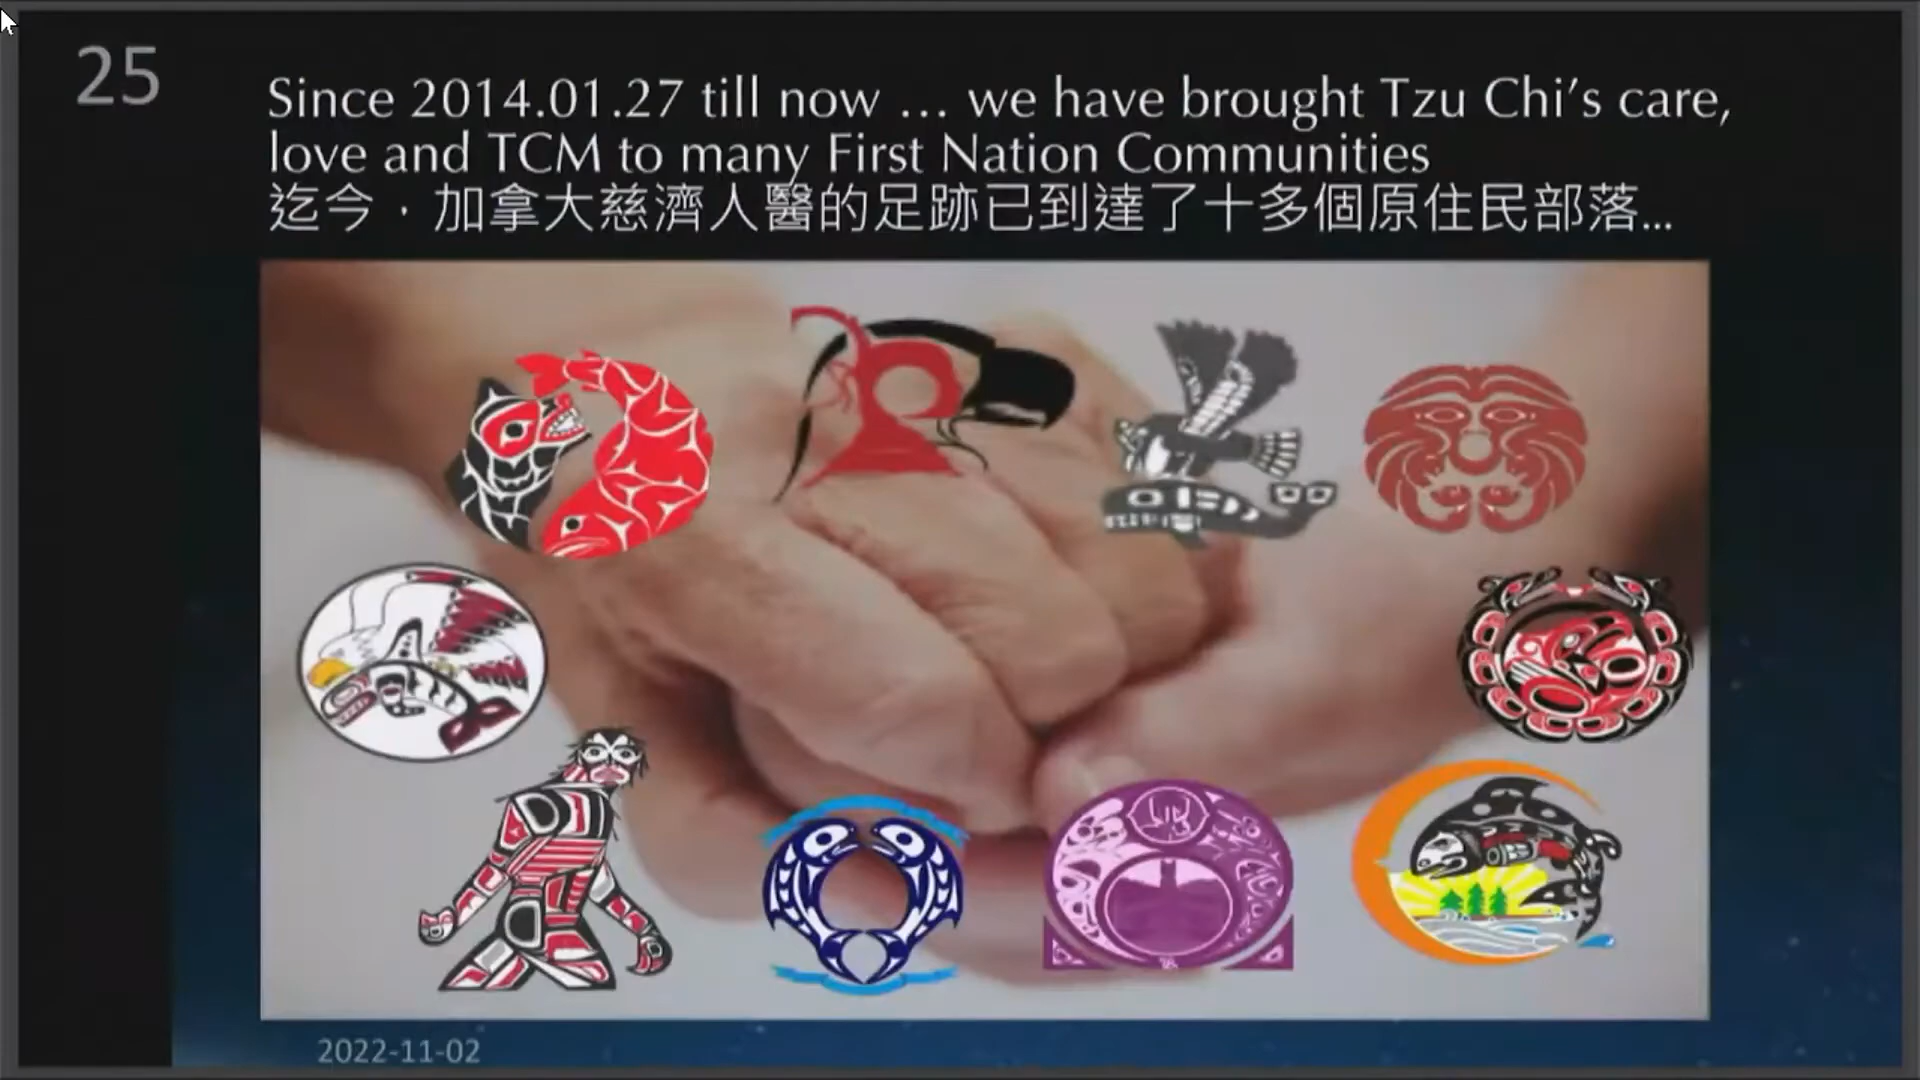 25
Since 2014.01.27 till now … we have brought Tzu Chi’s care,
love and TCM to many First Nation Communities
迄今，加拿大慈濟人醫的足跡已到達了十多個原住民部落...
2022-11-02